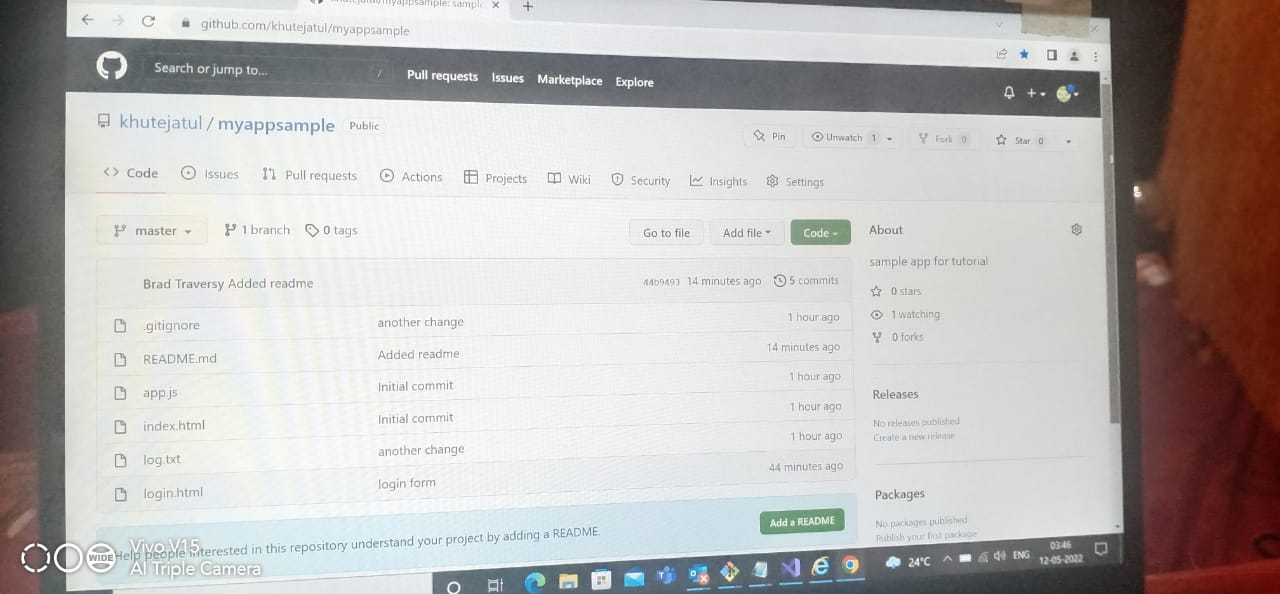 khutejatul/myappsample: sampl
github.com/khutejatul/myappsample
Search or jump to... /
Pull requests Issues Marketplace Explore
khutejatul / myappsample Public
Pin Unwatch 1 Fork 0 Star 0
Code Issues Pull requests Actions Projects Wiki Security Insights Settings
master 1 branch 0 tags Go to file Add file Code
Brad Traversy Added readme 44b9493 14 minutes ago 5 commits
.gitignore another change 1 hour ago
README.md Added readme 14 minutes ago
app.js Initial commit 1 hour ago
index.html Initial commit 1 hour ago
log.txt another change 1 hour ago
login.html login form 44 minutes ago
Help people interested in this repository understand your project by adding a README. Add a README
About
sample app for tutorial
0 stars
1 watching
0 forks
Releases
No releases published
Create a new release
Packages
No packages published
Publish your first package
24°C ENG 03:46
12-05-2022
WIDE Vivo V15
AI Triple Camera